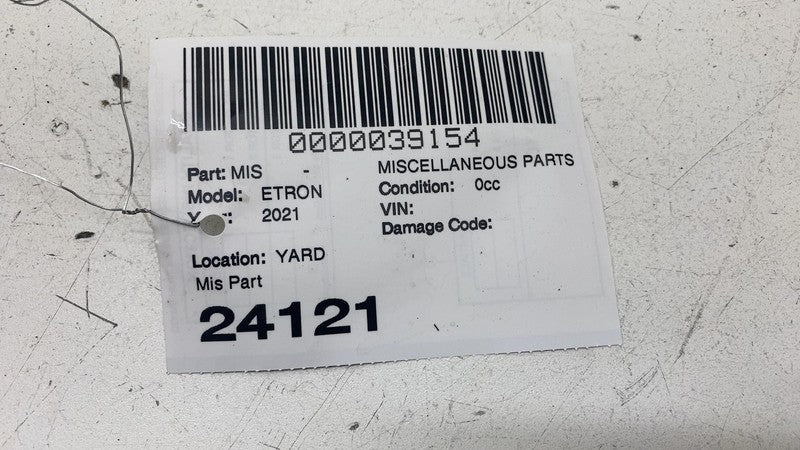 0000039154
Part: MIS - MISCELLANEOUS PARTS
Model: ETRON Condition: 0cc
2021 VIN:
Damage Code:
Location: YARD
Mis Part
24121